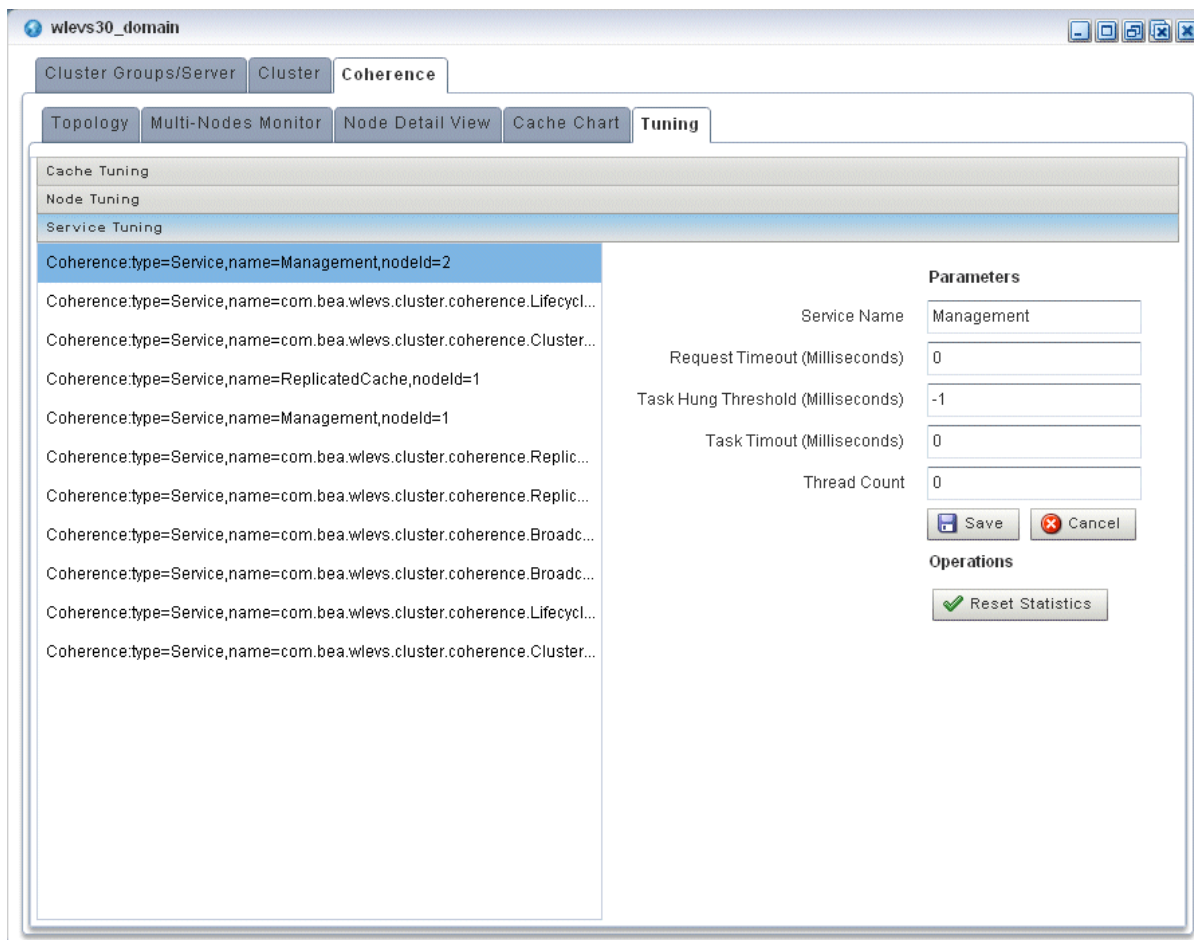 wlevs30_domain
Cluster Groups/Server Cluster Coherence
Topology Multi-Nodes Monitor Node Detail View Cache Chart Tuning
Cache Tuning
Node Tuning
Service Tuning
Coherence:type=Service,name=Management,nodeId=2
Coherence:type=Service,name=com.bea.wlevs.cluster.coherence.Lifecycl...
Coherence:type=Service,name=com.bea.wlevs.cluster.coherence.Cluster...
Coherence:type=Service,name=ReplicatedCache,nodeId=1
Coherence:type=Service,name=Management,nodeId=1
Coherence:type=Service,name=com.bea.wlevs.cluster.coherence.Replic...
Coherence:type=Service,name=com.bea.wlevs.cluster.coherence.Replic...
Coherence:type=Service,name=com.bea.wlevs.cluster.coherence.Broadc...
Coherence:type=Service,name=com.bea.wlevs.cluster.coherence.Broadc...
Coherence:type=Service,name=com.bea.wlevs.cluster.coherence.Lifecycl...
Coherence:type=Service,name=com.bea.wlevs.cluster.coherence.Cluster...
Parameters
Service Name Management
Request Timeout (Milliseconds) 0
Task Hung Threshold (Milliseconds) -1
Task Timout (Milliseconds) 0
Thread Count 0
Save Cancel
Operations
Reset Statistics